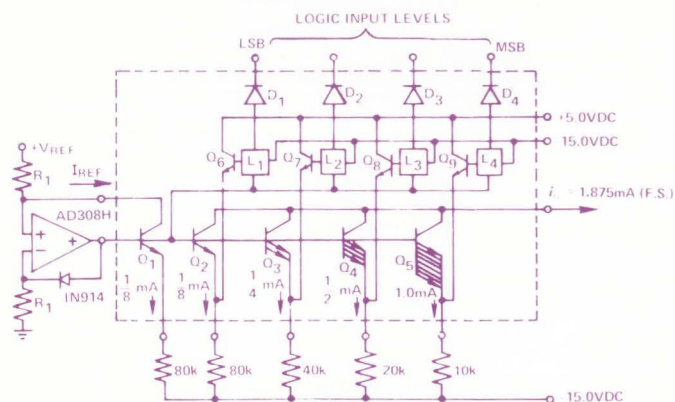 LOGIC INPUT LEVELS
LSB
MSB
D1
D2
D3
D4
+5.0VDC
15.0VDC
+VREF
R1
IREF
Q6
L1
Q7
L2
Q8
L3
Q9
L4
AD308H
i = 1.875mA (F.S.)
+
−
+
Q1
Q2
Q3
Q4
Q5
R1
IN914
1/8 mA
1/8 mA
1/4 mA
1/2 mA
1.0mA
80k
80k
40k
20k
10k
15.0VDC